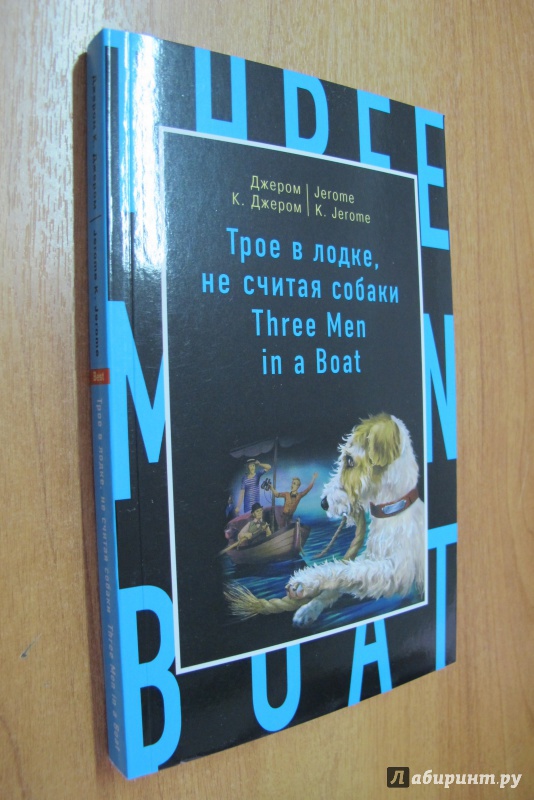 THREE
MEN
BOAT
Джером | Jerome
К. Джером | K. Jerome
Трое в лодке,
не считая собаки
Three Men
in a Boat
Джером К. Джером | Jerome K. Jerome Best Трое в лодке, не считая собаки Three Men in a Boat
Лабиринт.ру